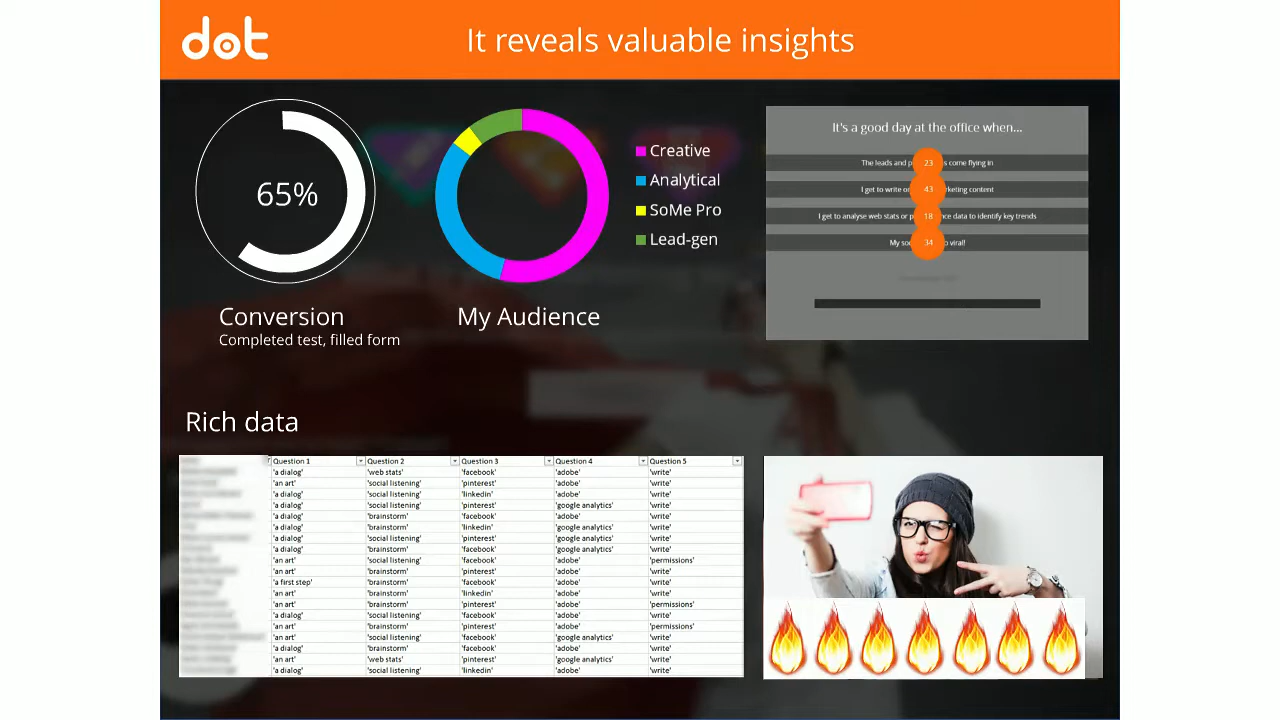 dot
It reveals valuable insights
65%
Conversion
Completed test, filled form
My Audience
Creative
Analytical
SoMe Pro
Lead-gen
It's a good day at the office when...
The leads and p 23 s come flying in
I get to write o 43 rketing content
I get to analyse web stats or p 18 nce data to identify key trends
My so 34 o viral!
Rich data
Question 1 Question 2 Question 3 Question 4 Question 5
'a dialog' 'web stats' 'facebook' 'adobe' 'write'
'an art' 'social listening' 'pinterest' 'adobe' 'write'
'a dialog' 'social listening' 'linkedin' 'adobe' 'write'
'a dialog' 'social listening' 'pinterest' 'google analytics' 'write'
'a dialog' 'brainstorm' 'facebook' 'adobe' 'write'
'a dialog' 'brainstorm' 'linkedin' 'google analytics' 'write'
'a dialog' 'social listening' 'pinterest' 'google analytics' 'write'
'a dialog' 'brainstorm' 'facebook' 'google analytics' 'write'
'an art' 'social listening' 'pinterest' 'adobe' 'permissions'
'an art' 'brainstorm' 'pinterest' 'adobe' 'write'
'a first step' 'brainstorm' 'facebook' 'adobe' 'write'
'an art' 'brainstorm' 'linkedin' 'adobe' 'write'
'an art' 'brainstorm' 'pinterest' 'adobe' 'permissions'
'a dialog' 'social listening' 'facebook' 'adobe' 'write'
'an art' 'brainstorm' 'pinterest' 'adobe' 'permissions'
'an art' 'social listening' 'facebook' 'google analytics' 'write'
'a dialog' 'brainstorm' 'facebook' 'adobe' 'write'
'an art' 'web stats' 'pinterest' 'google analytics' 'write'
'a dialog' 'social listening' 'facebook' 'adobe' 'write'